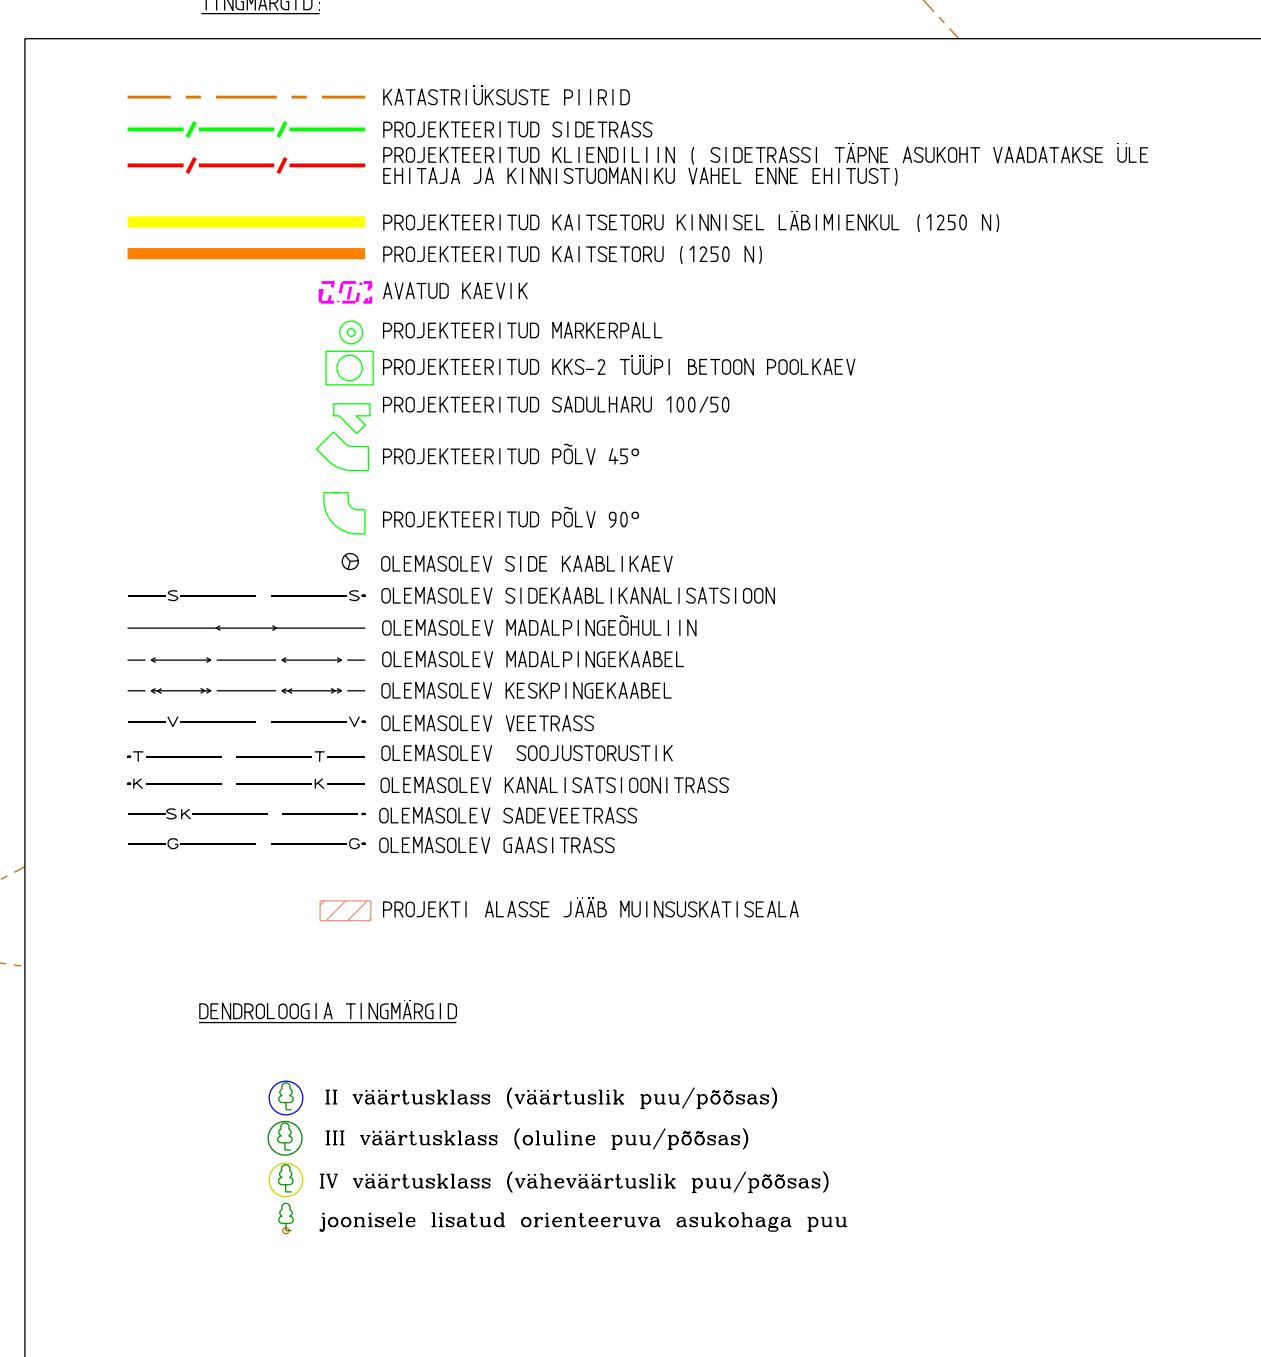 TINGMÄRGID:
KATASTRIÜKSUSTE PIIRID
PROJEKTEERITUD SIDETRASS
PROJEKTEERITUD KLIENDILIIN ( SIDETRASSI TÄPNE ASUKOHT VAADATAKSE ÜLE
EHITAJA JA KINNISTUOMANIKU VAHEL ENNE EHITUST)
PROJEKTEERITUD KAITSETORU KINNISEL LÄBIMIENKUL (1250 N)
PROJEKTEERITUD KAITSETORU (1250 N)
AVATUD KAEVIK
PROJEKTEERITUD MARKERPALL
PROJEKTEERITUD KKS-2 TÜÜPI BETOON POOLKAEV
PROJEKTEERITUD SADULHARU 100/50
PROJEKTEERITUD PÕLV 45°
PROJEKTEERITUD PÕLV 90°
OLEMASOLEV SIDE KAABLIKAEV
S S OLEMASOLEV SIDEKAABLIKANALISATSIOON
OLEMASOLEV MADALPINGEÕHULIIN
OLEMASOLEV MADALPINGEKAABEL
OLEMASOLEV KESKPINGEKAABEL
V V OLEMASOLEV VEETRASS
T T OLEMASOLEV SOOJUSTORUSTIK
K K OLEMASOLEV KANALISATSIOONITRASS
SK OLEMASOLEV SADEVEETRASS
G G OLEMASOLEV GAASITRASS
PROJEKTI ALASSE JÄÄB MUINSUSKATISEALA
DENDROLOOGIA TINGMÄRGID
II väärtusklass (väärtuslik puu/põõsas)
III väärtusklass (oluline puu/põõsas)
IV väärtusklass (väheväärtuslik puu/põõsas)
joonisele lisatud orienteeruva asukohaga puu